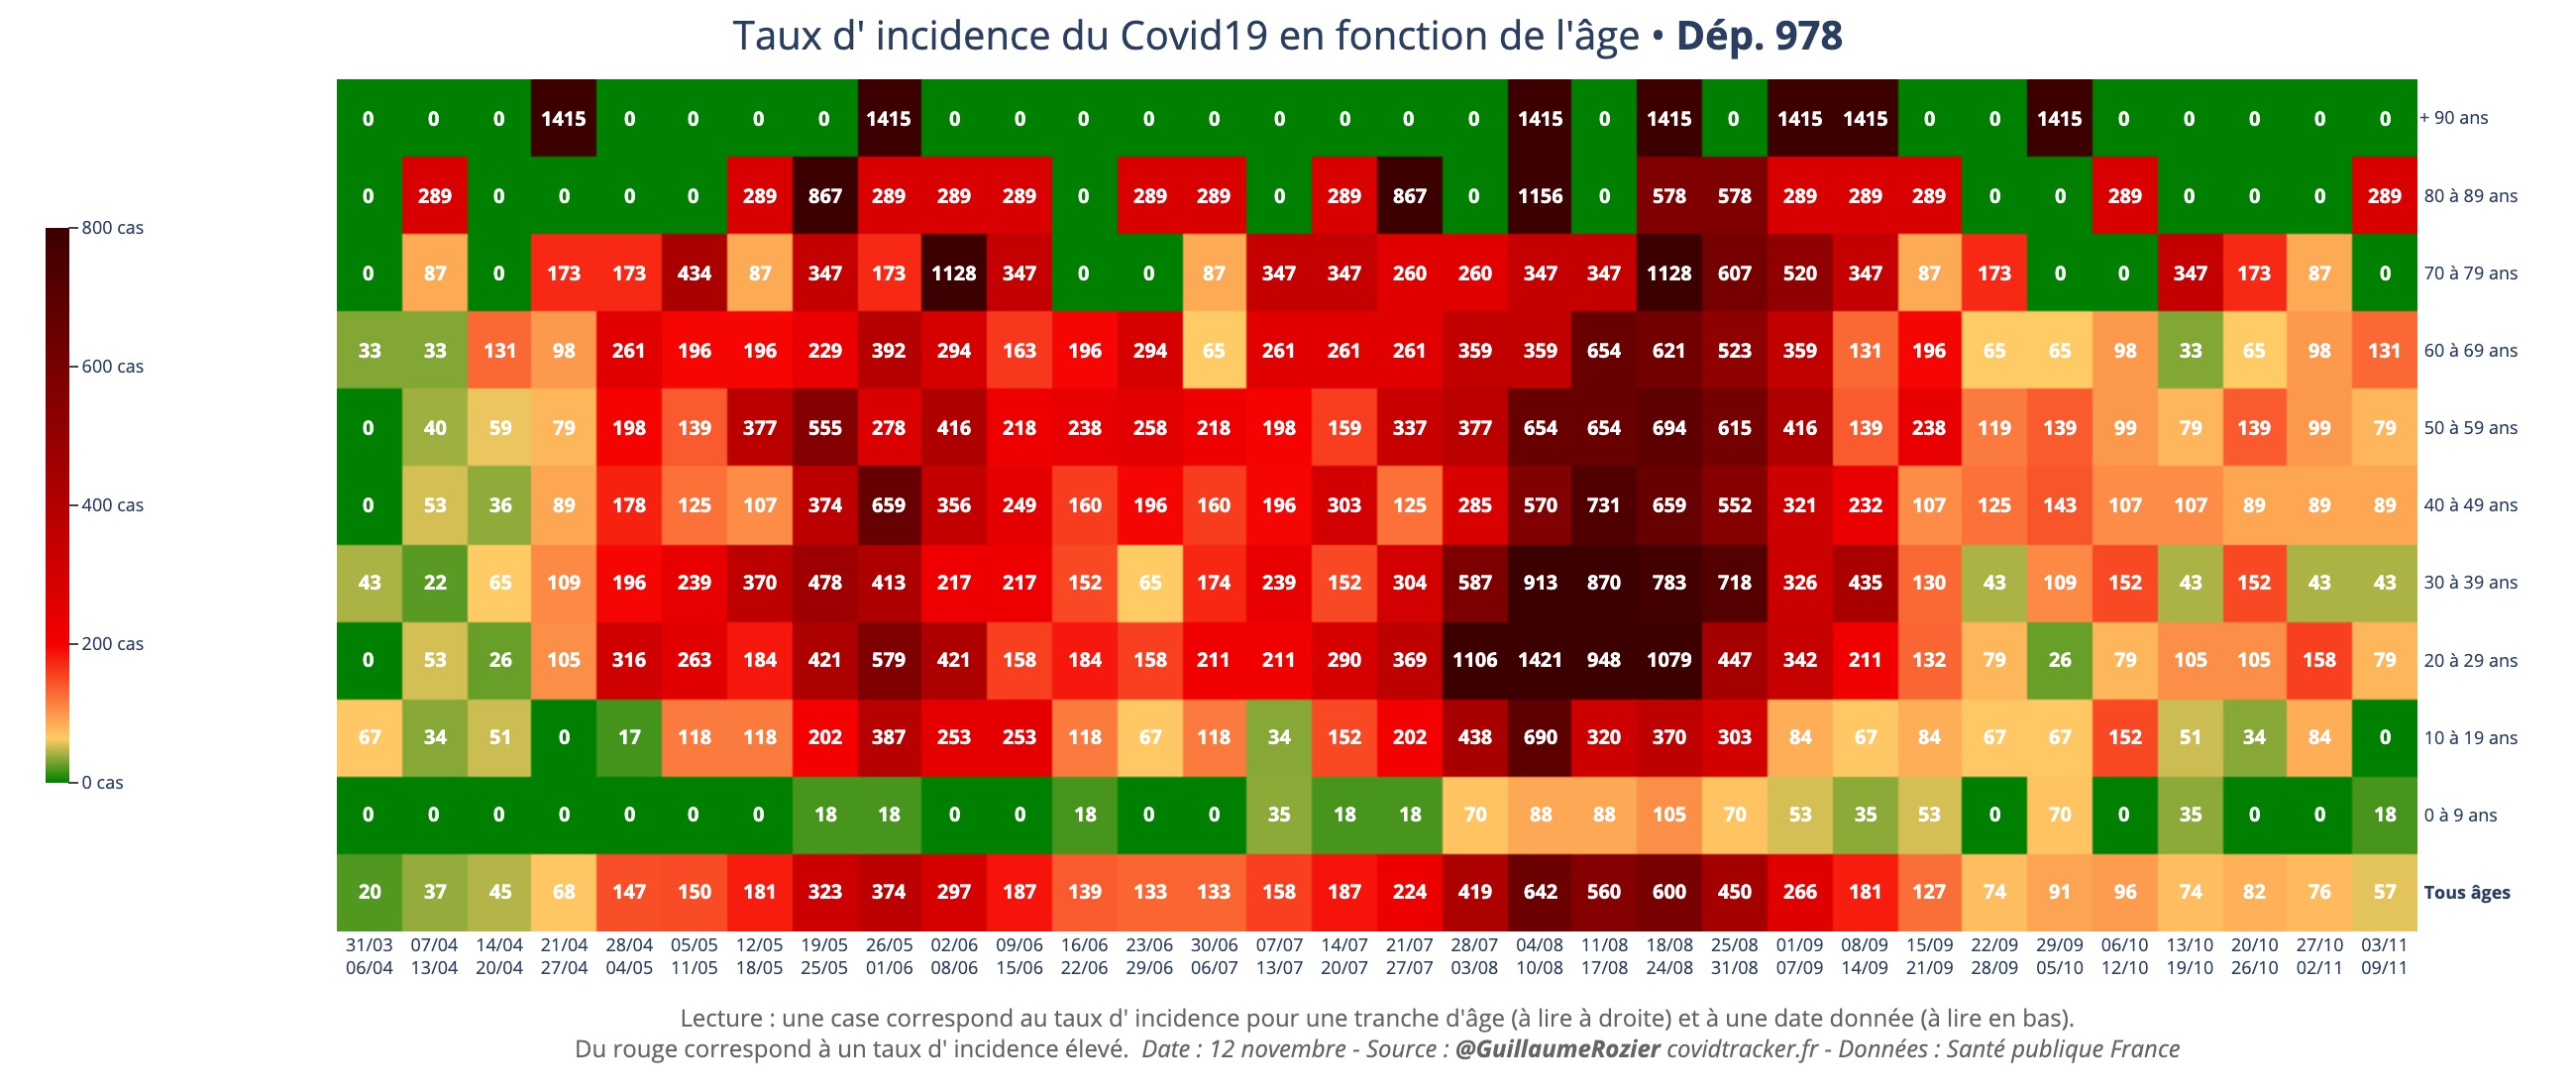 Taux d' incidence du Covid19 en fonction de l'âge • Dép. 978
0 0 0 1415 0 0 0 0 1415 0 0 0 0 0 0 0 0 0 1415 0 1415 0 1415 1415 0 0 1415 0 0 0 0 0 + 90 ans
0 289 0 0 0 0 289 867 289 289 289 0 289 289 0 289 867 0 1156 0 578 578 289 289 289 0 0 289 0 0 0 289 80 à 89 ans
800 cas
0 87 0 173 173 434 87 347 173 1128 347 0 0 87 347 347 260 260 347 347 1128 607 520 347 87 173 0 0 347 173 87 0 70 à 79 ans
33 33 131 98 261 196 196 229 392 294 163 196 294 65 261 261 261 359 359 654 621 523 359 131 196 65 65 98 33 65 98 131 60 à 69 ans
600 cas
0 40 59 79 198 139 377 555 278 416 218 238 258 218 198 159 337 377 654 654 694 615 416 139 238 119 139 99 79 139 99 79 50 à 59 ans
400 cas
0 53 36 89 178 125 107 374 659 356 249 160 196 160 196 303 125 285 570 731 659 552 321 232 107 125 143 107 107 89 89 89 40 à 49 ans
43 22 65 109 196 239 370 478 413 217 217 152 65 174 239 152 304 587 913 870 783 718 326 435 130 43 109 152 43 152 43 43 30 à 39 ans
200 cas
0 53 26 105 316 263 184 421 579 421 158 184 158 211 211 290 369 1106 1421 948 1079 447 342 211 132 79 26 79 105 105 158 79 20 à 29 ans
67 34 51 0 17 118 118 202 387 253 253 118 67 118 34 152 202 438 690 320 370 303 84 67 84 67 67 152 51 34 84 0 10 à 19 ans
0 cas
0 0 0 0 0 0 0 18 18 0 0 18 0 0 35 18 18 70 88 88 105 70 53 35 53 0 70 0 35 0 0 18 0 à 9 ans
20 37 45 68 147 150 181 323 374 297 187 139 133 133 158 187 224 419 642 560 600 450 266 181 127 74 91 96 74 82 76 57 Tous âges
31/03 07/04 14/04 21/04 28/04 05/05 12/05 19/05 26/05 02/06 09/06 16/06 23/06 30/06 07/07 14/07 21/07 28/07 04/08 11/08 18/08 25/08 01/09 08/09 15/09 22/09 29/09 06/10 13/10 20/10 27/10 03/11
06/04 13/04 20/04 27/04 04/05 11/05 18/05 25/05 01/06 08/06 15/06 22/06 29/06 06/07 13/07 20/07 27/07 03/08 10/08 17/08 24/08 31/08 07/09 14/09 21/09 28/09 05/10 12/10 19/10 26/10 02/11 09/11
Lecture : une case correspond au taux d' incidence pour une tranche d'âge (à lire à droite) et à une date donnée (à lire en bas).
Du rouge correspond à un taux d' incidence élevé. Date : 12 novembre - Source : @GuillaumeRozier covidtracker.fr - Données : Santé publique France